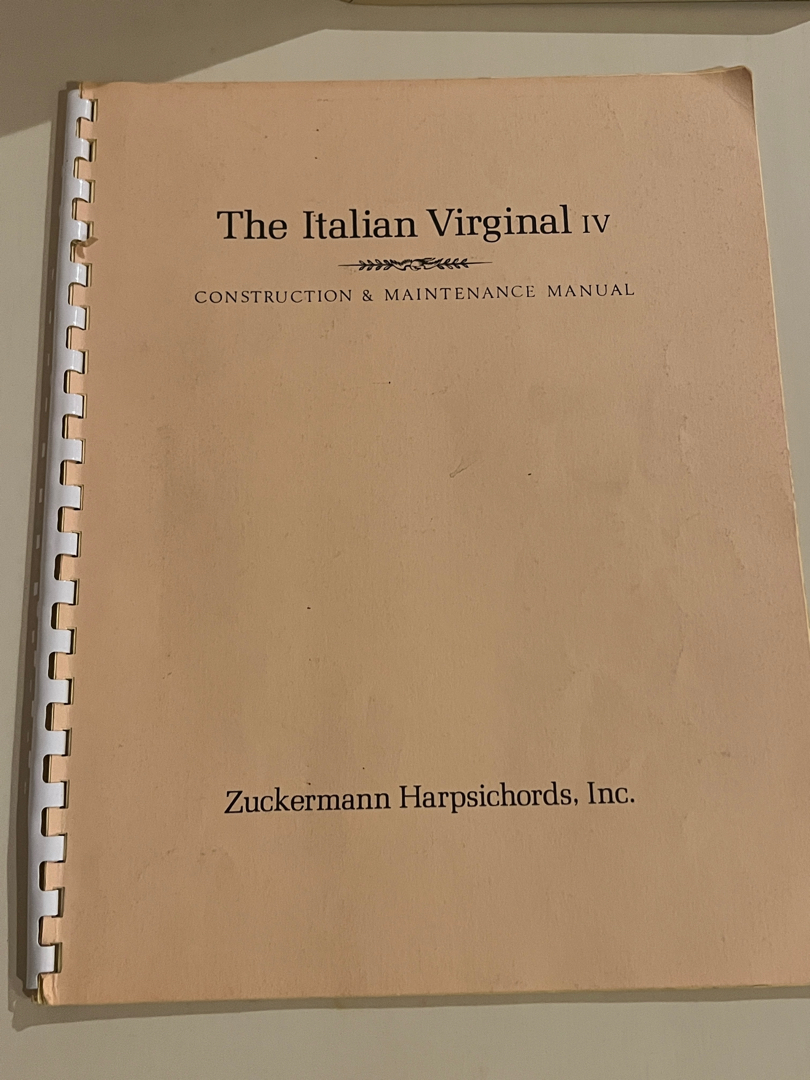 The Italian Virginal IV
CONSTRUCTION & MAINTENANCE MANUAL
Zuckermann Harpsichords, Inc.